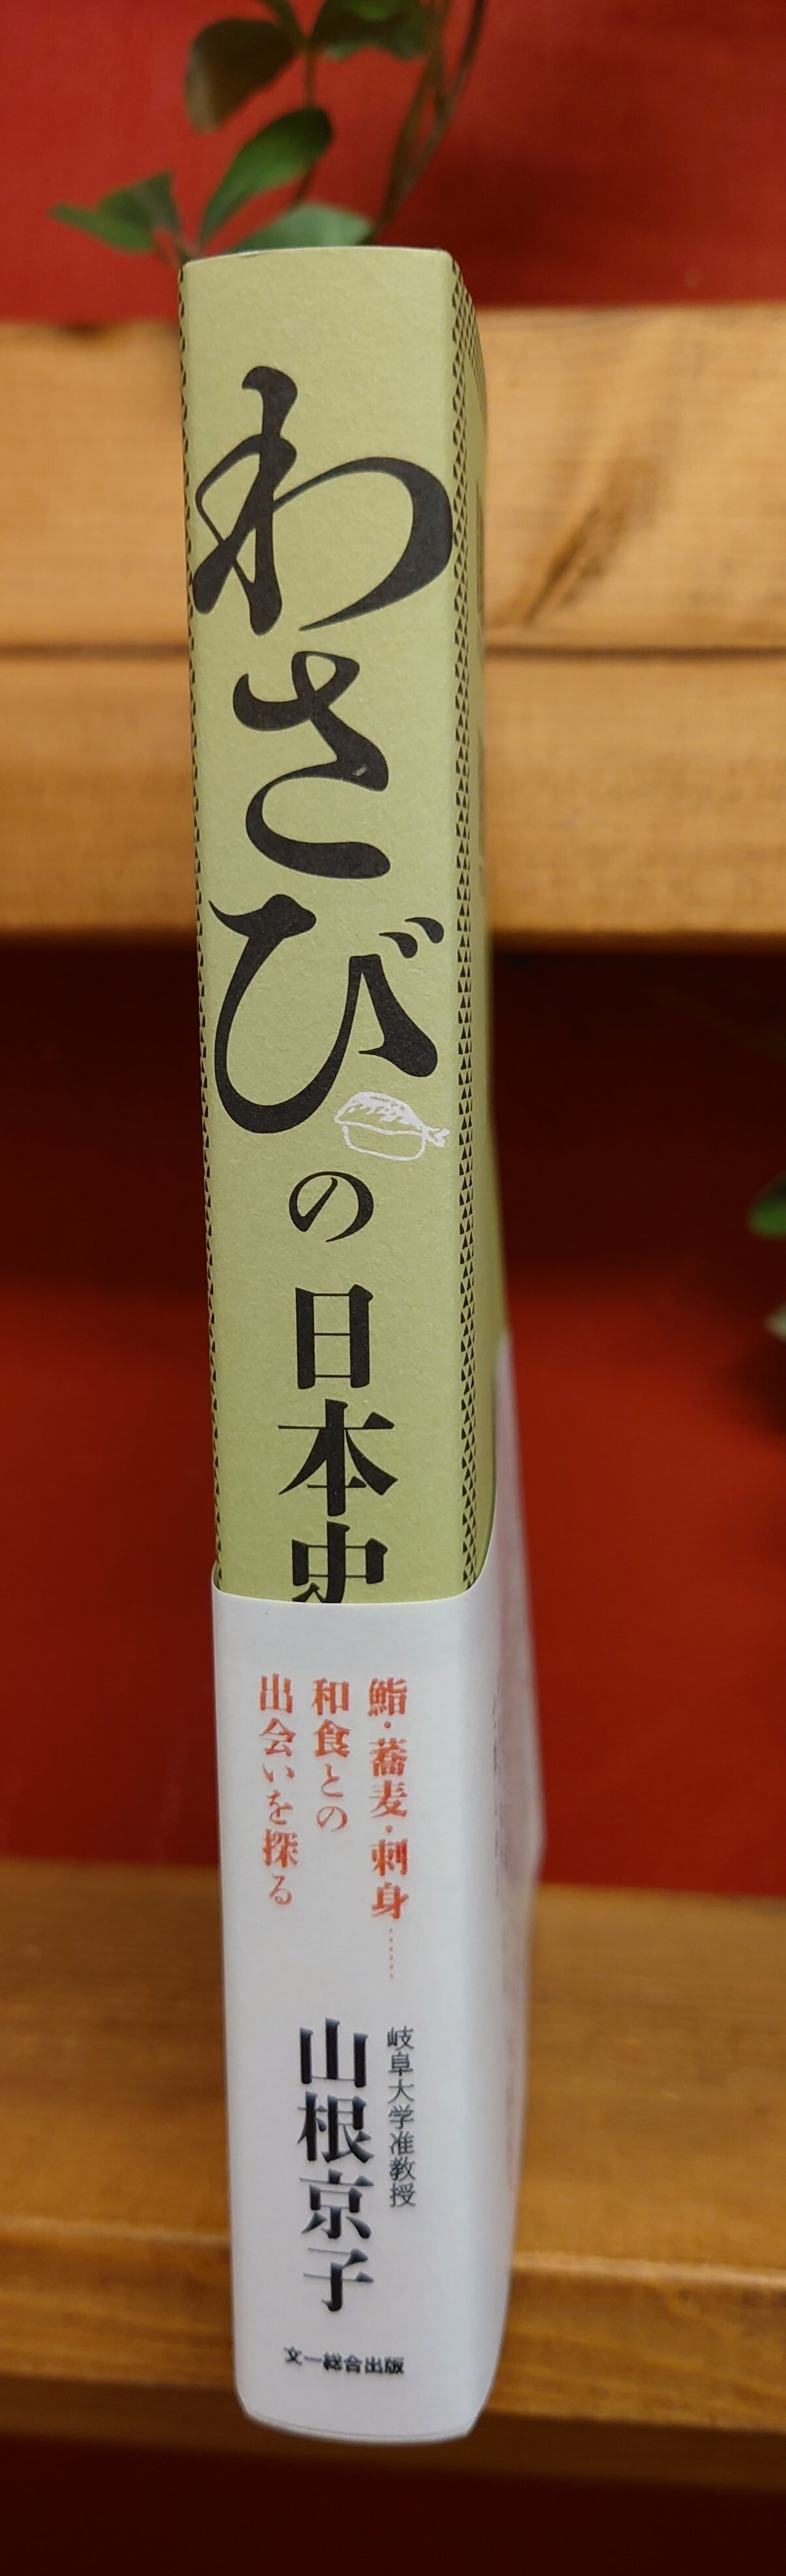 わさびの日本史
鮨・蕎麦・刺身……
和食との
出会いを探る
岐阜大学准教授
山根京子
文一総合出版